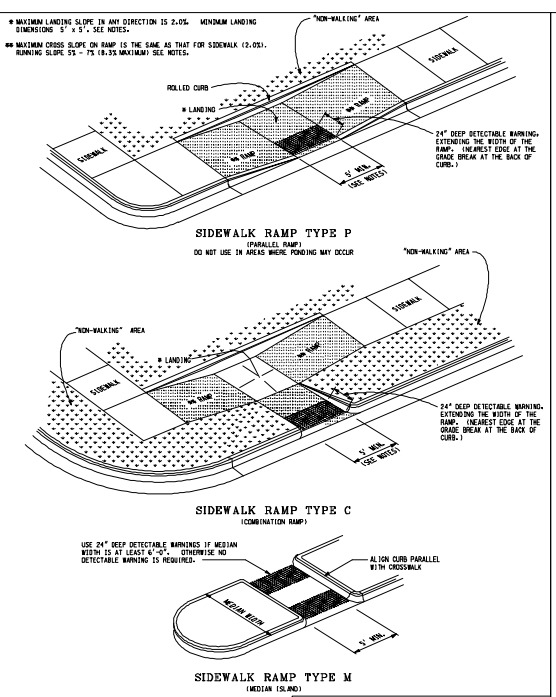 * MAXIMUM LANDING SLOPE IN ANY DIRECTION IS 2.0%. MINIMUM LANDING
DIMENSIONS 5' x 5'. SEE NOTES.
** MAXIMUM CROSS SLOPE ON RAMP IS THE SAME AS THAT FOR SIDEWALK (2.0%).
RUNNING SLOPE 5% - 7% (8.3% MAXIMUM) SEE NOTES.
"NON-WALKING" AREA
SIDEWALK
ROLLED CURB
* LANDING
** RAMP
SIDEWALK
** RAMP
24" DEEP DETECTABLE WARNING,
EXTENDING THE WIDTH OF THE
RAMP. (NEAREST EDGE AT THE
GRADE BREAK AT THE BACK OF
CURB.)
5' MIN.
(SEE NOTES)
SIDEWALK RAMP TYPE P
(PARALLEL RAMP)
DO NOT USE IN AREAS WHERE PONDING MAY OCCUR
"NON-WALKING" AREA
SIDEWALK
"NON-WALKING" AREA
* LANDING
** RAMP
SIDEWALK
** RAMP
24" DEEP DETECTABLE WARNING,
EXTENDING THE WIDTH OF THE
RAMP. (NEAREST EDGE AT THE
GRADE BREAK AT THE BACK OF
CURB.)
5' MIN.
(SEE NOTES)
SIDEWALK RAMP TYPE C
(COMBINATION RAMP)
USE 24" DEEP DETECTABLE WARNINGS IF MEDIAN
WIDTH IS AT LEAST 6'-0". OTHERWISE NO
DETECTABLE WARNING IS REQUIRED.
ALIGN CURB PARALLEL
WITH CROSSWALK
MEDIAN WIDTH
5' MIN.
SIDEWALK RAMP TYPE M
(MEDIAN ISLAND)